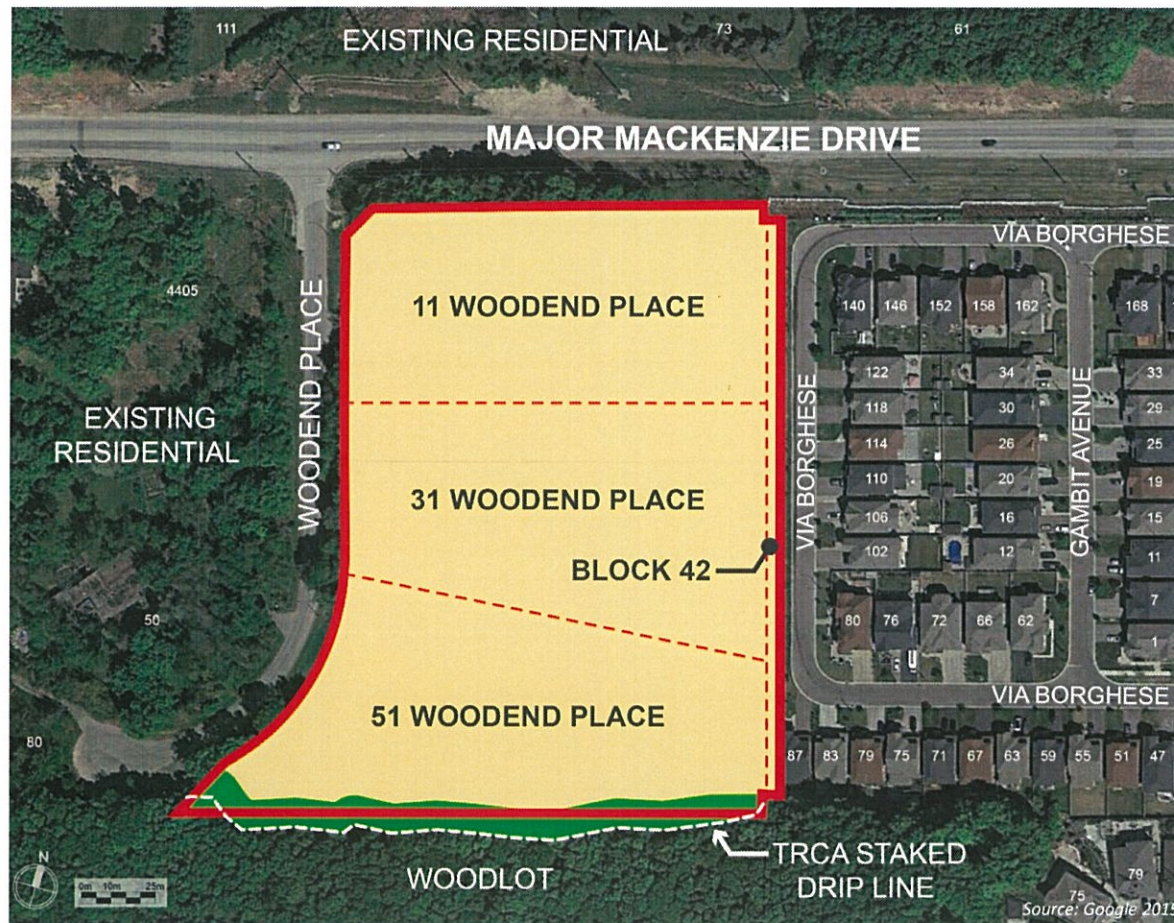 111
73
61
EXISTING RESIDENTIAL
MAJOR MACKENZIE DRIVE
VIA BORGHESE
4405
WOODEND PLACE
11 WOODEND PLACE
140
146
152
158
162
168
EXISTING
RESIDENTIAL
31 WOODEND PLACE
BLOCK 42
VIA BORGHESE
122
118
114
110
106
102
34
30
26
20
16
12
GAMBIT AVENUE
33
29
25
19
15
11
7
1
50
80
76
72
66
62
51 WOODEND PLACE
VIA BORGHESE
80
87
83
79
75
71
67
63
59
55
51
47
TRCA STAKED
DRIP LINE
WOODLOT
N
0m 10m 25m
75
79
Source: Google 201